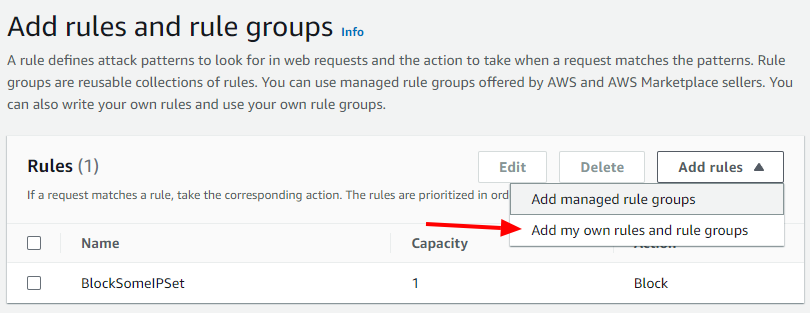 Add rules and rule groups Info
A rule defines attack patterns to look for in web requests and the action to take when a request matches the patterns. Rule
groups are reusable collections of rules. You can use managed rule groups offered by AWS and AWS Marketplace sellers. You
can also write your own rules and use your own rule groups.
Rules (1)
Edit
Delete
Add rules
If a request matches a rule, take the corresponding action. The rules are prioritized in
Add managed rule groups
Add my own rules and rule groups
Name
Capacity
BlockSomeIPSet
1
Block